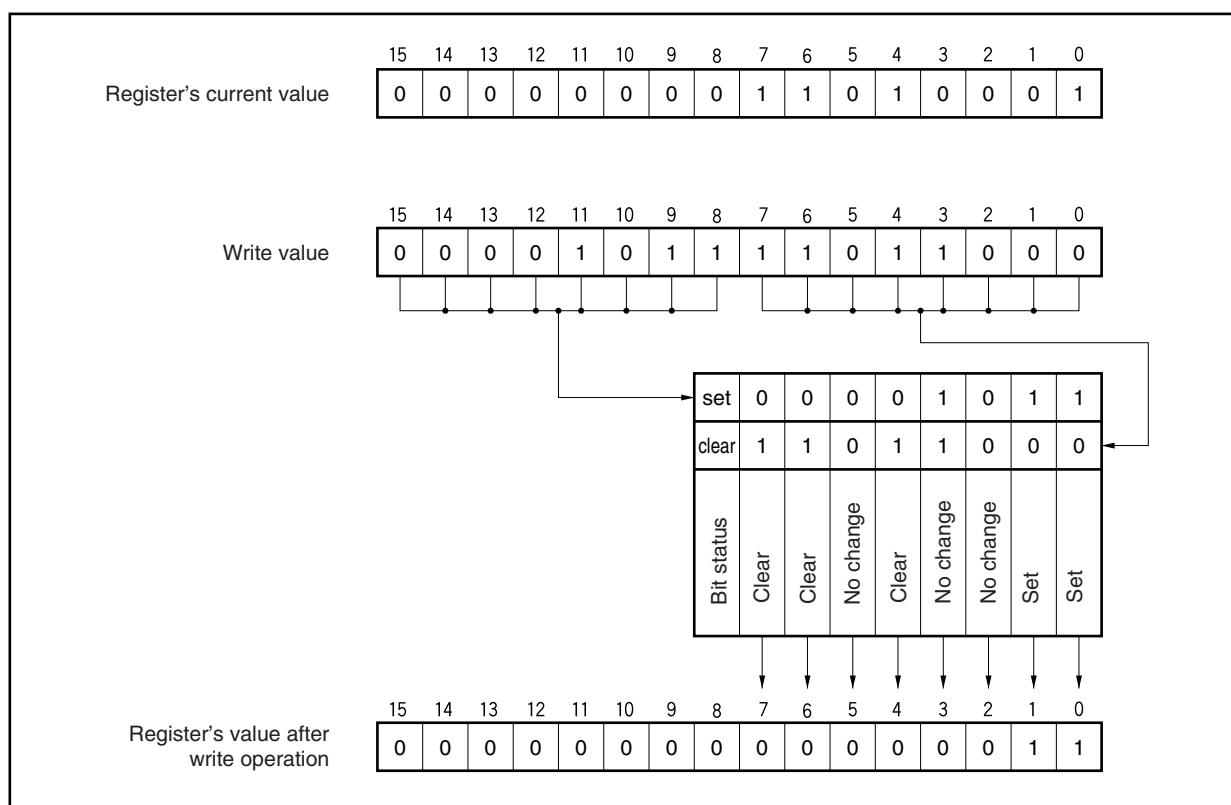 15 14 13 12 11 10 9 8 7 6 5 4 3 2 1 0
Register's current value 0 0 0 0 0 0 0 0 1 1 0 1 0 0 0 1
15 14 13 12 11 10 9 8 7 6 5 4 3 2 1 0
Write value 0 0 0 0 1 0 1 1 1 1 0 1 1 0 0 0
set 0 0 0 0 1 0 1 1
clear 1 1 0 1 1 0 0 0
Bit status Clear Clear No change Clear No change No change Set Set
15 14 13 12 11 10 9 8 7 6 5 4 3 2 1 0
Register's value after
write operation 0 0 0 0 0 0 0 0 0 0 0 0 0 0 1 1